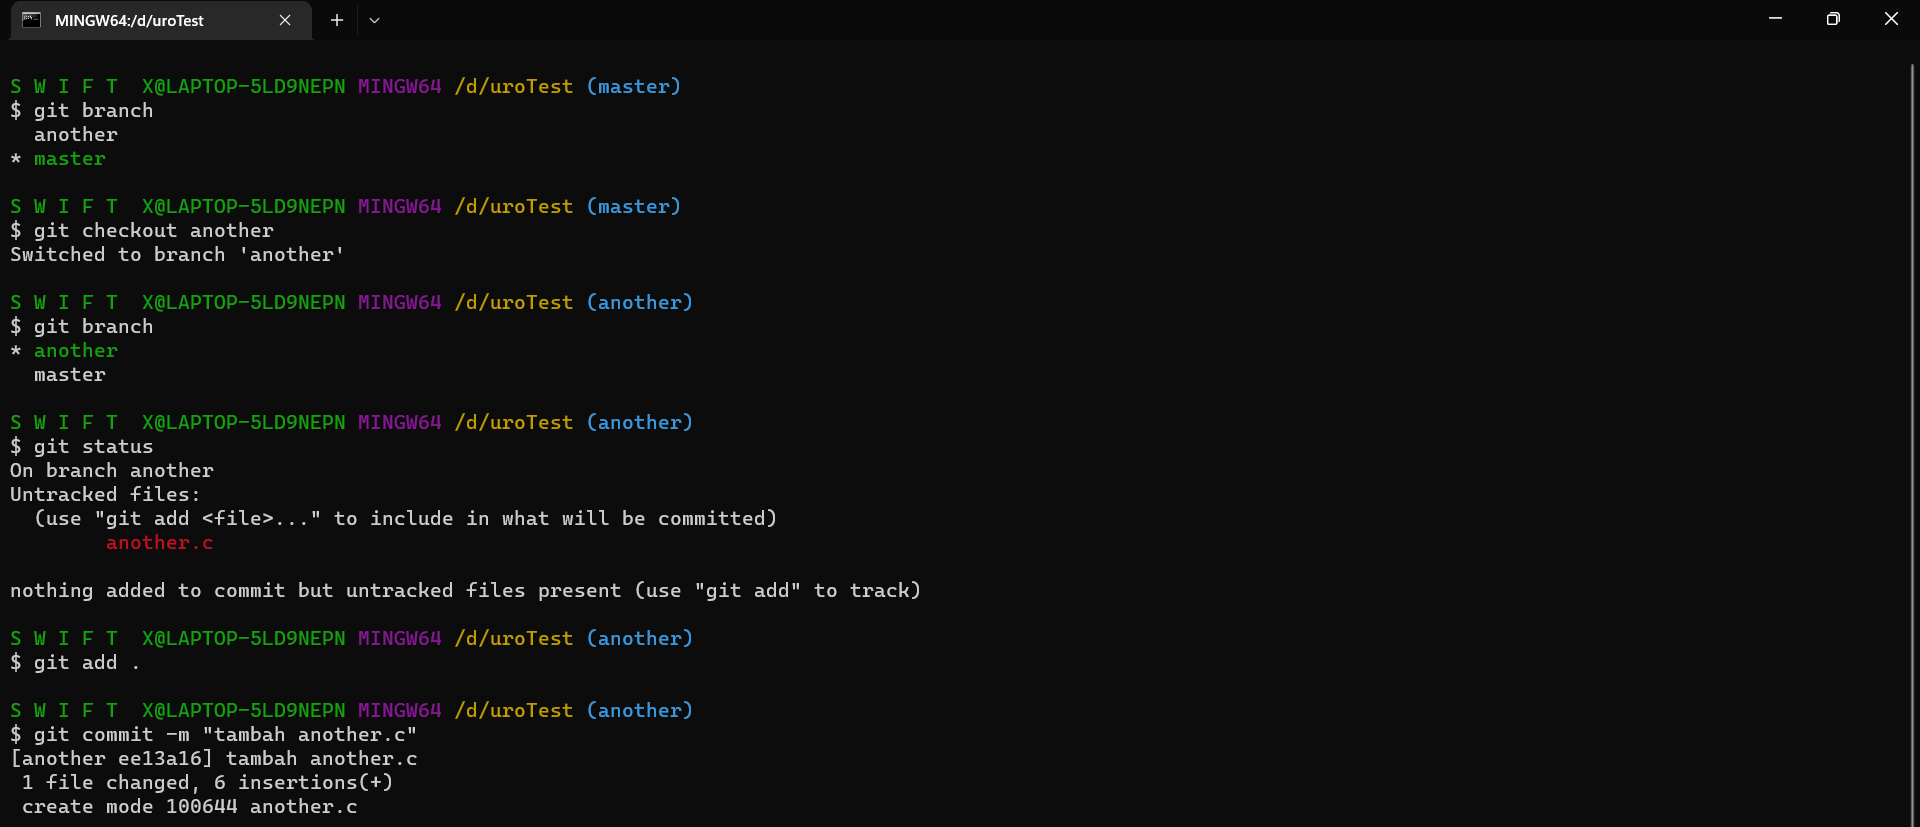 MINGW64:/d/uroTest
S W I F T  X@LAPTOP-5LD9NEPN MINGW64 /d/uroTest (master)
$ git branch
  another
* master
S W I F T  X@LAPTOP-5LD9NEPN MINGW64 /d/uroTest (master)
$ git checkout another
Switched to branch 'another'
S W I F T  X@LAPTOP-5LD9NEPN MINGW64 /d/uroTest (another)
$ git branch
* another
  master
S W I F T  X@LAPTOP-5LD9NEPN MINGW64 /d/uroTest (another)
$ git status
On branch another
Untracked files:
  (use "git add <file>..." to include in what will be committed)
        another.c
nothing added to commit but untracked files present (use "git add" to track)
S W I F T  X@LAPTOP-5LD9NEPN MINGW64 /d/uroTest (another)
$ git add .
S W I F T  X@LAPTOP-5LD9NEPN MINGW64 /d/uroTest (another)
$ git commit -m "tambah another.c"
[another ee13a16] tambah another.c
 1 file changed, 6 insertions(+)
 create mode 100644 another.c